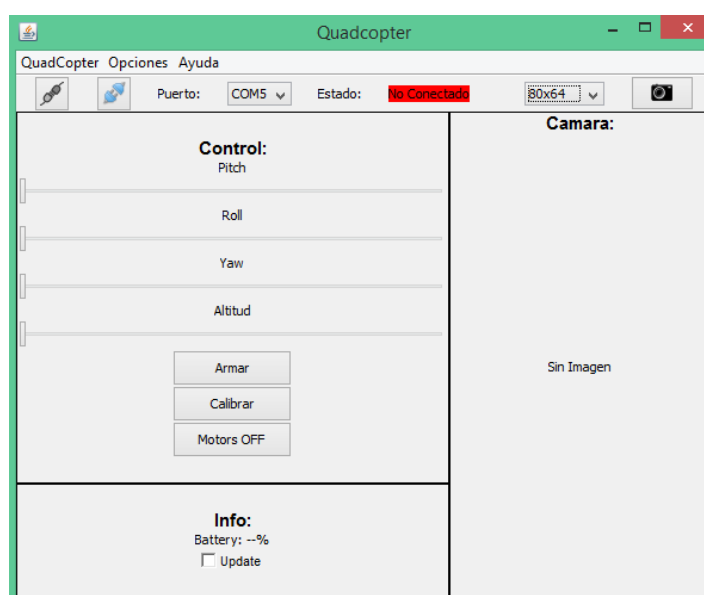 Quadcopter
QuadCopter Opciones Ayuda
Puerto: COM5 Estado: No Conectado 80x64
Control:
Pitch
Roll
Yaw
Altitud
Armar
Calibrar
Motors OFF
Info:
Battery: --%
Update
Camara:
Sin Imagen